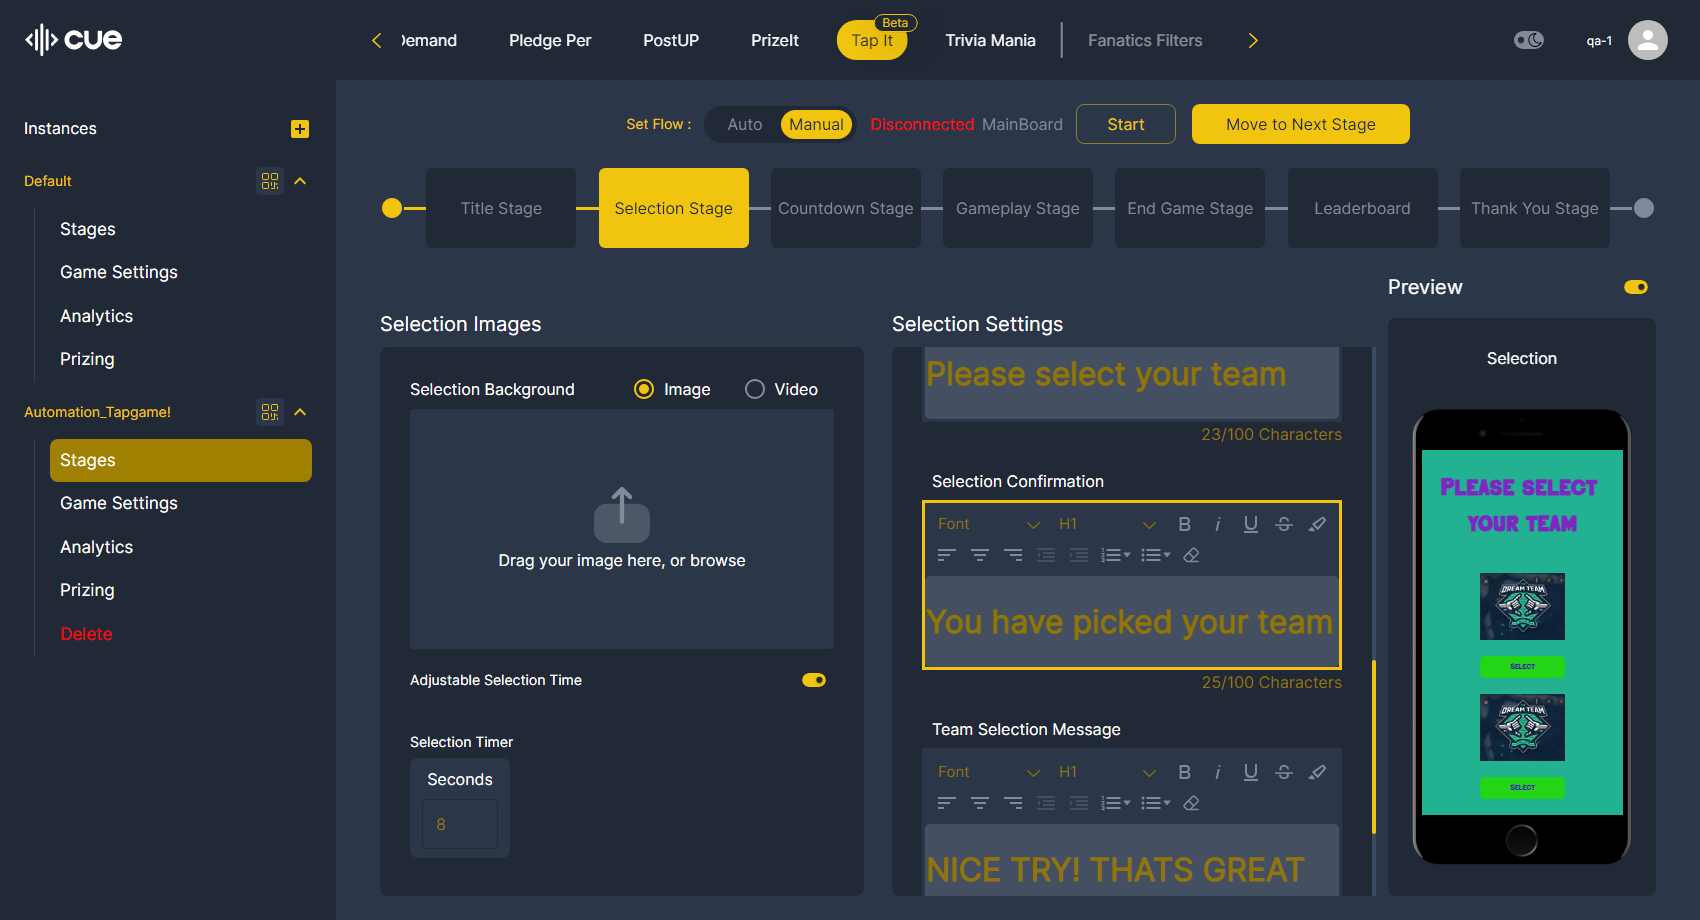 cue
Demand
Pledge Per
PostUP
PrizeIt
Tap It
Beta
Trivia Mania
Fanatics Filters
qa-1
Instances
Default
Stages
Game Settings
Analytics
Prizing
Automation_Tapgame!
Stages
Game Settings
Analytics
Prizing
Delete
Set Flow :
Auto
Manual
Disconnected MainBoard
Start
Move to Next Stage
Title Stage
Selection Stage
Countdown Stage
Gameplay Stage
End Game Stage
Leaderboard
Thank You Stage
Selection Images
Selection Background
Image
Video
Drag your image here, or browse
Adjustable Selection Time
Selection Timer
Seconds
8
Selection Settings
Please select your team
23/100 Characters
Selection Confirmation
Font
H1
You have picked your team
25/100 Characters
Team Selection Message
Font
H1
NICE TRY! THATS GREAT
Preview
Selection
PLEASE SELECT
YOUR TEAM
DREAM TEAM
SELECT
DREAM TEAM
SELECT